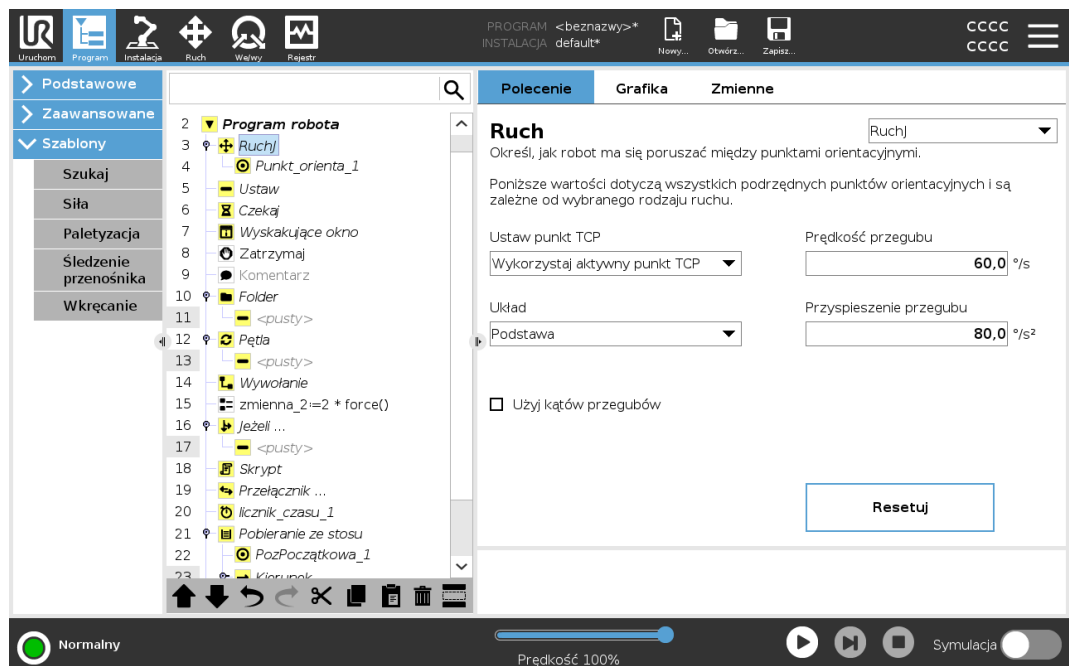 UR
PROGRAM <beznazwy>*
INSTALACJA default*
CCCC
CCCC
Uruchom Program Instalacja Ruch We/wy Rejestr Nowy... Otwórz... Zapisz...
Podstawowe
Zaawansowane
Szablony
Szukaj
Siła
Paletyzacja
Śledzenie
przenośnika
Wkręcanie
2 Program robota
3 RuchJ
4 Punkt_orienta_1
5 Ustaw
6 Czekaj
7 Wyskakujące okno
8 Zatrzymaj
9 Komentarz
10 Folder
11 <pusty>
12 Pętla
13 <pusty>
14 Wywołanie
15 zmienna_2:=2 * force()
16 Jeżeli ...
17 <pusty>
18 Skrypt
19 Przełącznik ...
20 licznik_czasu_1
21 Pobieranie ze stosu
22 PozPoczątkowa_1
23 Kierunek
Polecenie Grafika Zmienne
Ruch
RuchJ
Określ, jak robot ma się poruszać między punktami orientacyjnymi.
Poniższe wartości dotyczą wszystkich podrzędnych punktów orientacyjnych i są
zależne od wybranego rodzaju ruchu.
Ustaw punkt TCP
Prędkość przegubu
Wykorzystaj aktywny punkt TCP
60,0 °/s
Układ
Przyspieszenie przegubu
Podstawa
80,0 °/s²
Użyj kątów przegubów
Resetuj
Normalny
Prędkość 100%
Symulacja